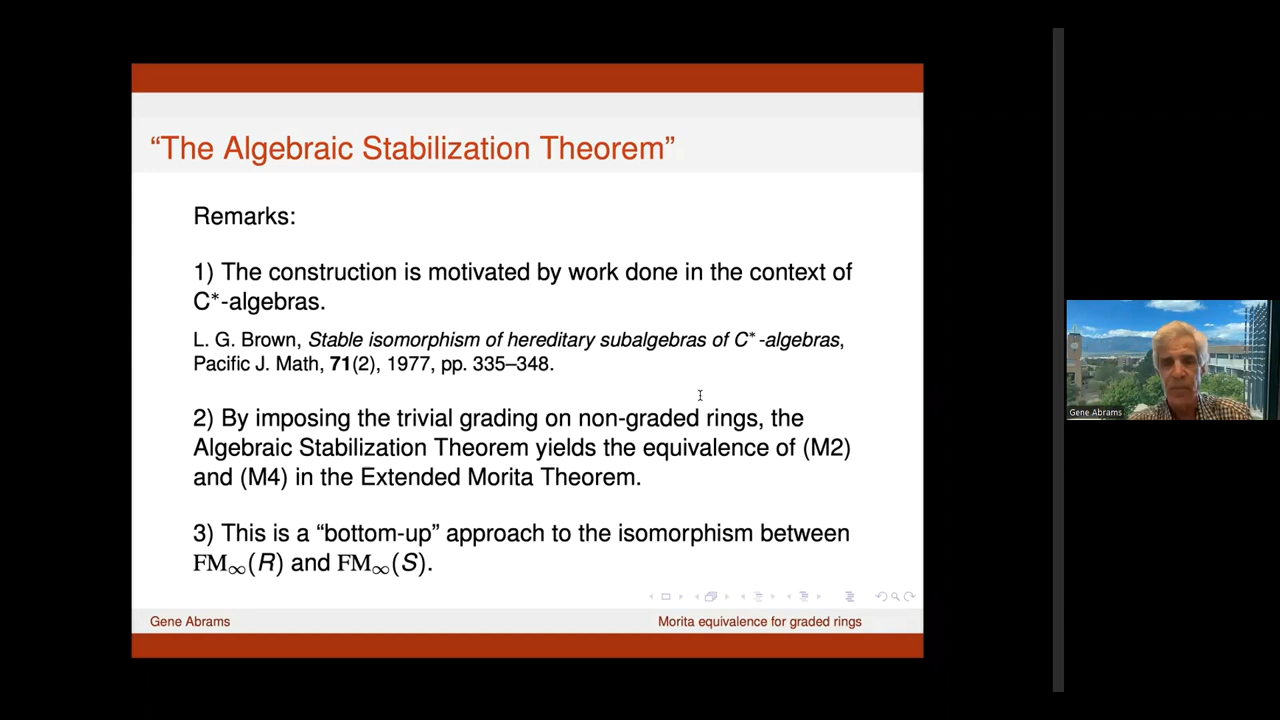 “The Algebraic Stabilization Theorem”
Remarks:
1) The construction is motivated by work done in the context of
C*-algebras.
L. G. Brown, Stable isomorphism of hereditary subalgebras of C*-algebras,
Pacific J. Math, 71(2), 1977, pp. 335–348.
2) By imposing the trivial grading on non-graded rings, the
Algebraic Stabilization Theorem yields the equivalence of (M2)
and (M4) in the Extended Morita Theorem.
3) This is a “bottom-up” approach to the isomorphism between
FM∞(R) and FM∞(S).
Gene Abrams
Morita equivalence for graded rings
Gene Abrams